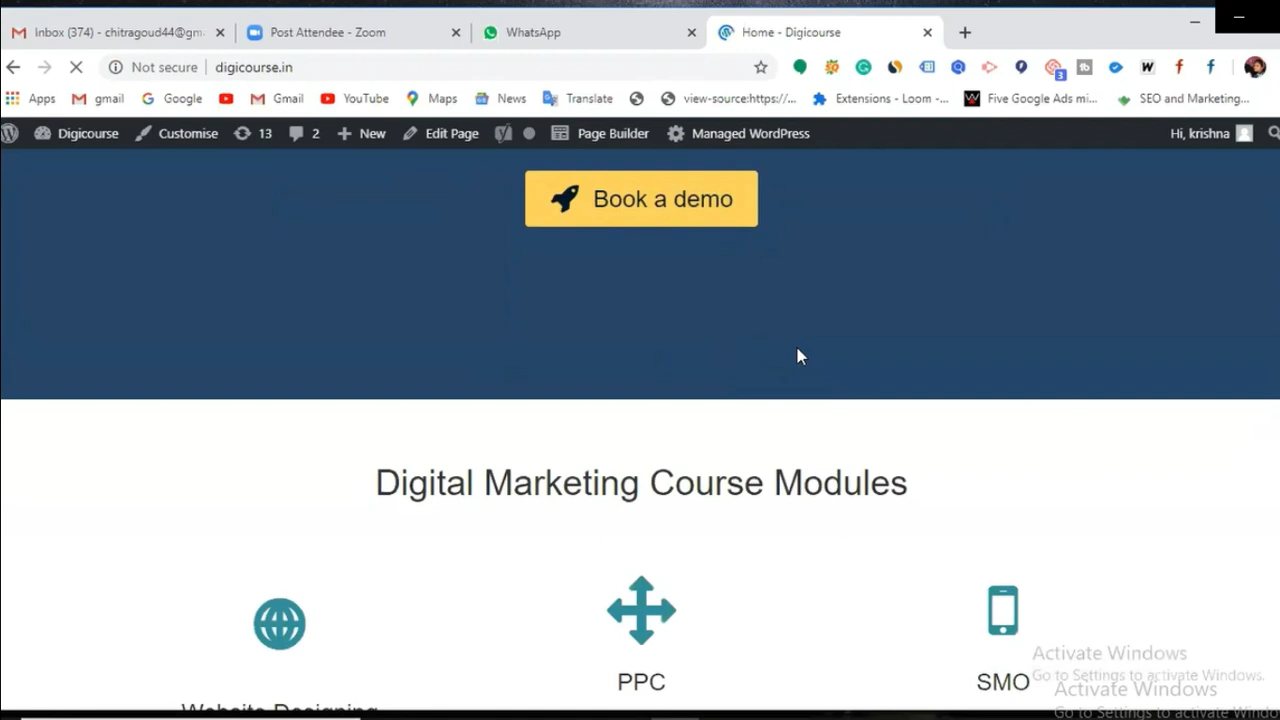 Inbox (374) - chitragoud44@gm
Post Attendee - Zoom
WhatsApp
Home - Digicourse
Not secure
digicourse.in
3
Apps
gmail
Google
Gmail
YouTube
Maps
News
Translate
view-source:https://...
Extensions - Loom -...
Five Google Ads mi...
SEO and Marketing...
Digicourse
Customise
13
2
New
Edit Page
Page Builder
Managed WordPress
Hi, krishna
Book a demo
Digital Marketing Course Modules
Website Designing
PPC
SMO
Activate Windows
Go to Settings to activate Windows.
Activate Windows
Go to Settings to activate Windo